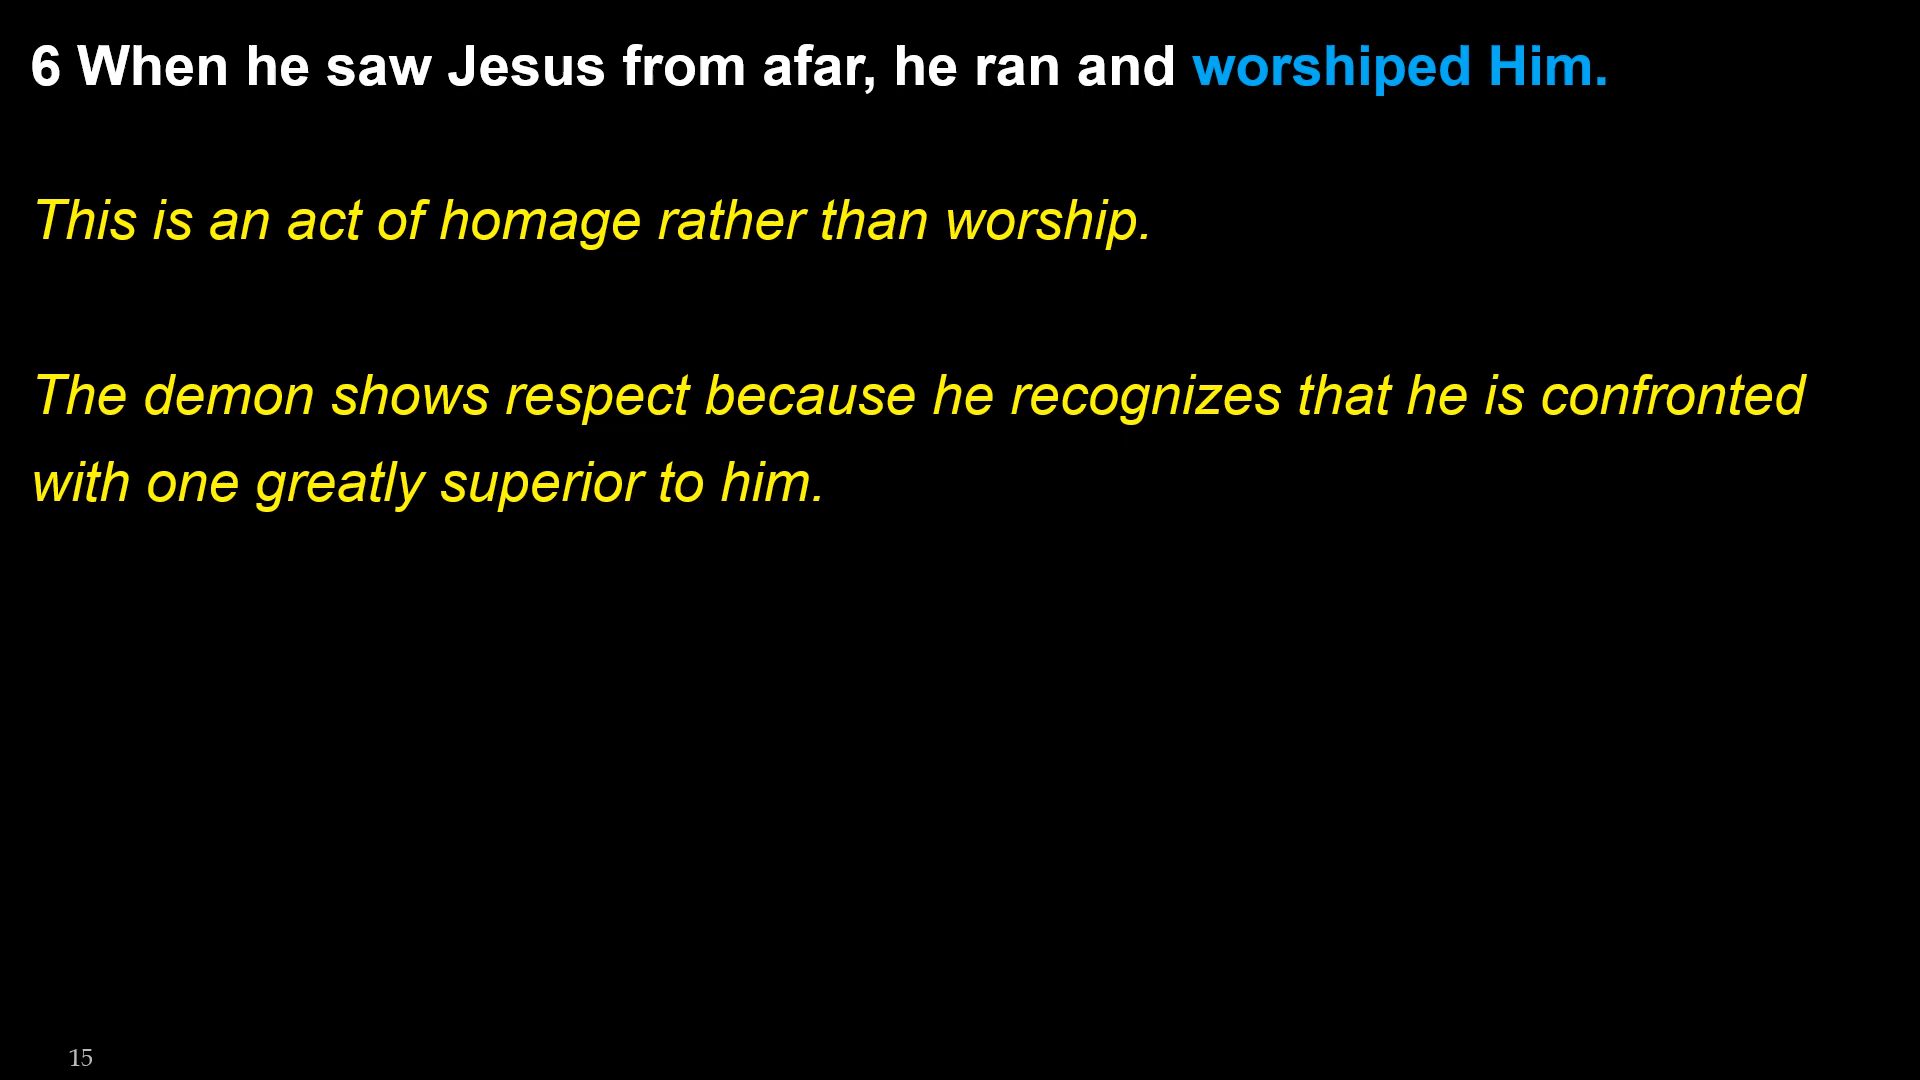 6 When he saw Jesus from afar, he ran and worshiped Him.
This is an act of homage rather than worship.
The demon shows respect because he recognizes that he is confronted
with one greatly superior to him.
15